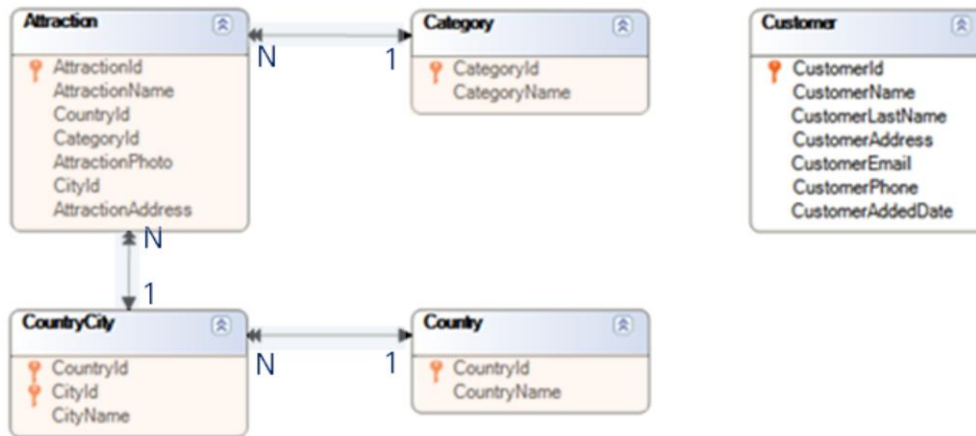 Attraction
AttractionId
AttractionName
CountryId
CategoryId
AttractionPhoto
CityId
AttractionAddress
N
1
Category
CategoryId
CategoryName
Customer
CustomerId
CustomerName
CustomerLastName
CustomerAddress
CustomerEmail
CustomerPhone
CustomerAddedDate
N
1
CountryCity
CountryId
CityId
CityName
N
1
Country
CountryId
CountryName